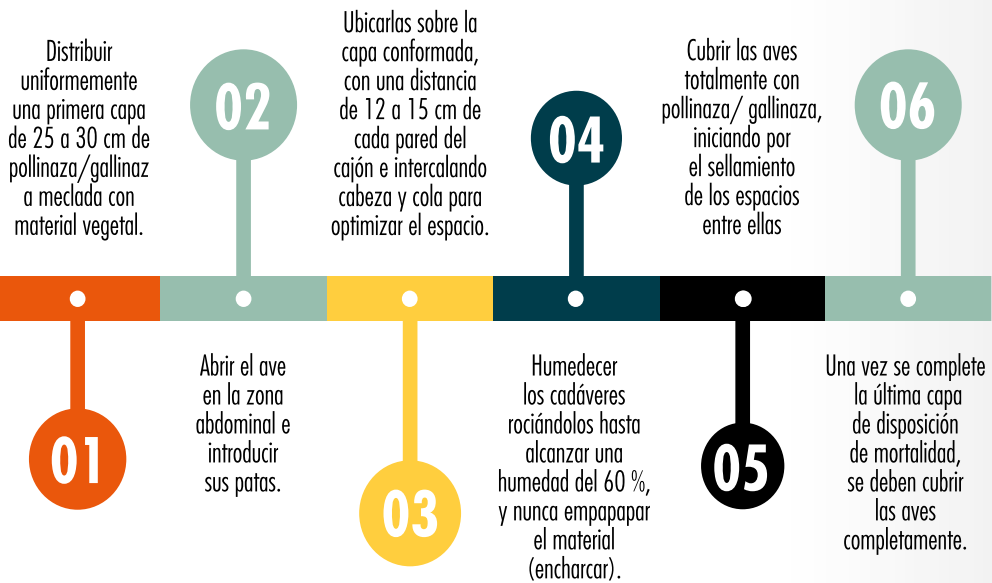 Distribuir
uniformemente
una primera capa
de 25 a 30 cm de
pollinaza/gallinaz
a meclada con
material vegetal.
01
02
Abrir el ave
en la zona
abdominal e
introducir
sus patas.
Ubicarlas sobre la
capa conformada,
con una distancia
de 12 a 15 cm de
cada pared del
cajón e intercalando
cabeza y cola para
optimizar el espacio.
03
04
Humedecer
los cadáveres
rociándolos hasta
alcanzar una
humedad del 60 %,
y nunca empapapar
el material
(encharcar).
Cubrir las aves
totalmente con
pollinaza/ gallinaza,
iniciando por
el sellamiento
de los espacios
entre ellas
05
06
Una vez se complete
la última capa
de disposición
de mortalidad,
se deben cubrir
las aves
completamente.